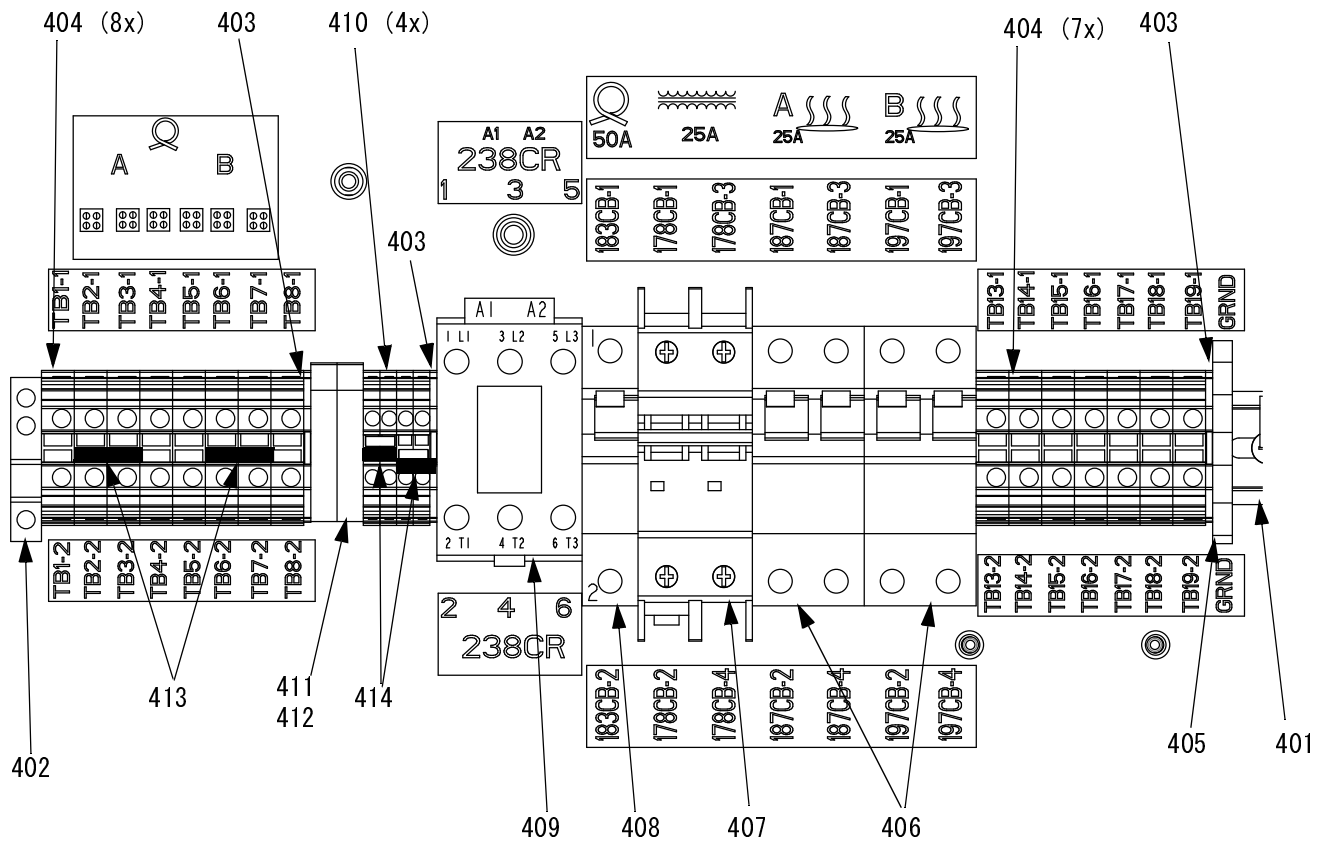 404 (8x)
403
410 (4x)
404 (7x)
403
A
B
A1 A2
238CR
1 3 5
50A
25A
A
25A
B
25A
403
183CB-1
178CB-1
178CB-3
187CB-1
187CB-3
197CB-1
197CB-3
TB1-1
TB2-1
TB3-1
TB4-1
TB5-1
TB6-1
TB7-1
TB8-1
TB13-1
TB14-1
TB15-1
TB16-1
TB17-1
TB18-1
TB19-1
GRND
A1 A2
1 L1
3 L2
5 L3
1
2 T1
4 T2
6 T3
2
TB1-2
TB2-2
TB3-2
TB4-2
TB5-2
TB6-2
TB7-2
TB8-2
TB13-2
TB14-2
TB15-2
TB16-2
TB17-2
TB18-2
TB19-2
GRND
2 4 6
238CR
183CB-2
178CB-2
178CB-4
187CB-2
187CB-4
197CB-2
197CB-4
413
411
412
414
402
405
401
409
408
407
406